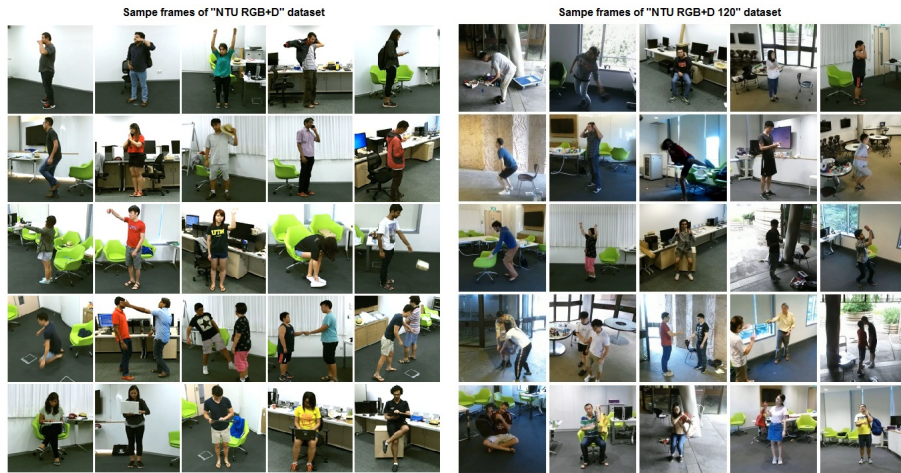 Sampe frames of "NTU RGB+D" dataset
Sampe frames of "NTU RGB+D 120" dataset
UTM